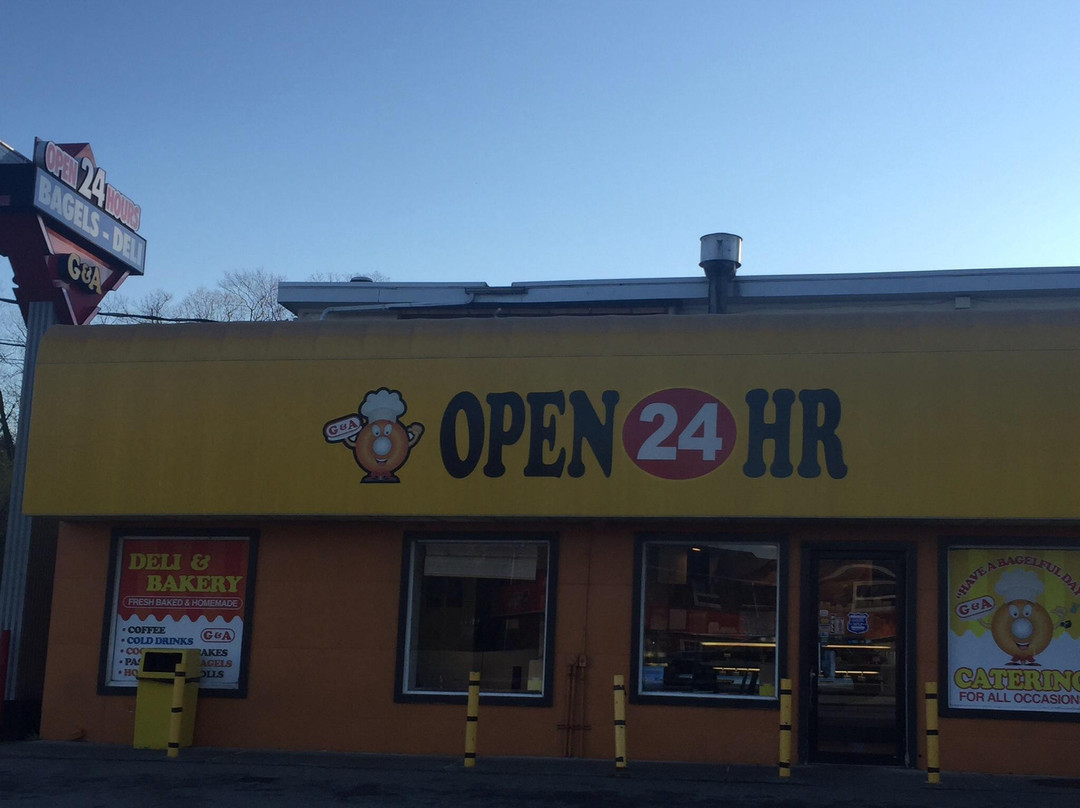 OPEN 24 HOURS
BAGELS - DELI
G&A
G&A
OPEN 24 HR
DELI &
BAKERY
FRESH BAKED & HOMEMADE
• COFFEE
• COLD DRINKS
G&A
"HAVE A BAGELFUL DAY
G&A
CATERING
FOR ALL OCCASION